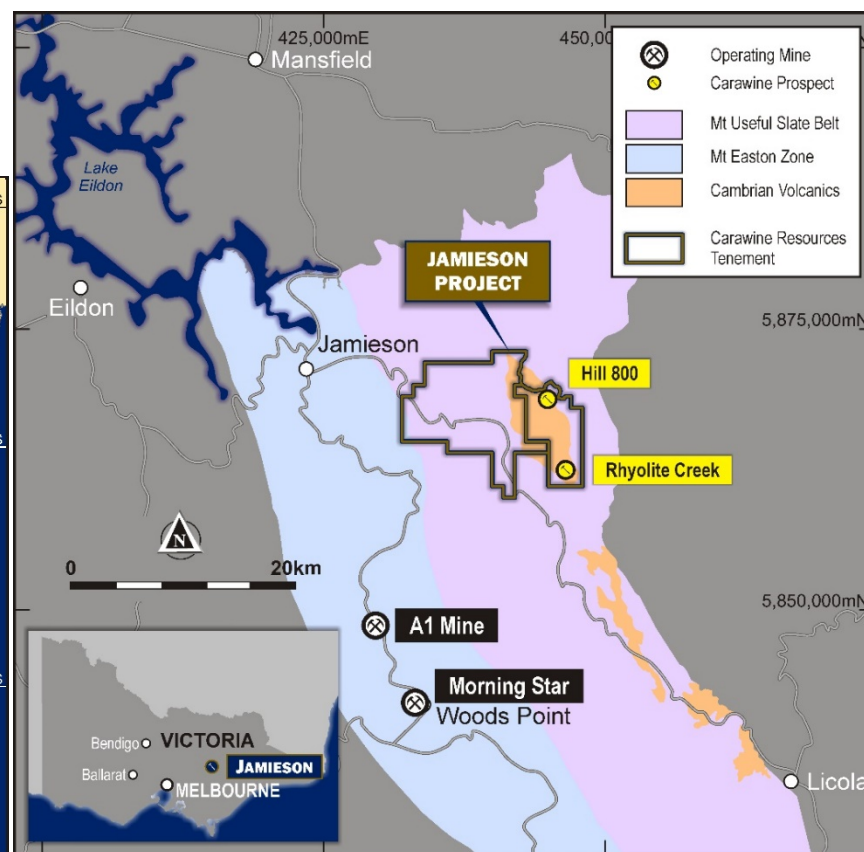 425,000mE
450,00
Mansfield
Operating Mine
Carawine Prospect
Mt Useful Slate Belt
Mt Easton Zone
Cambrian Volcanics
Carawine Resources
Tenement
Lake
Eildon
JAMIESON
PROJECT
Eildon
5,875,000mN
Jamieson
Hill 800
Rhyolite Creek
N
0
20km
5,850,000mN
A1 Mine
Morning Star
Woods Point
Bendigo
VICTORIA
JAMIESON
Ballarat
MELBOURNE
Licola
s
s
s